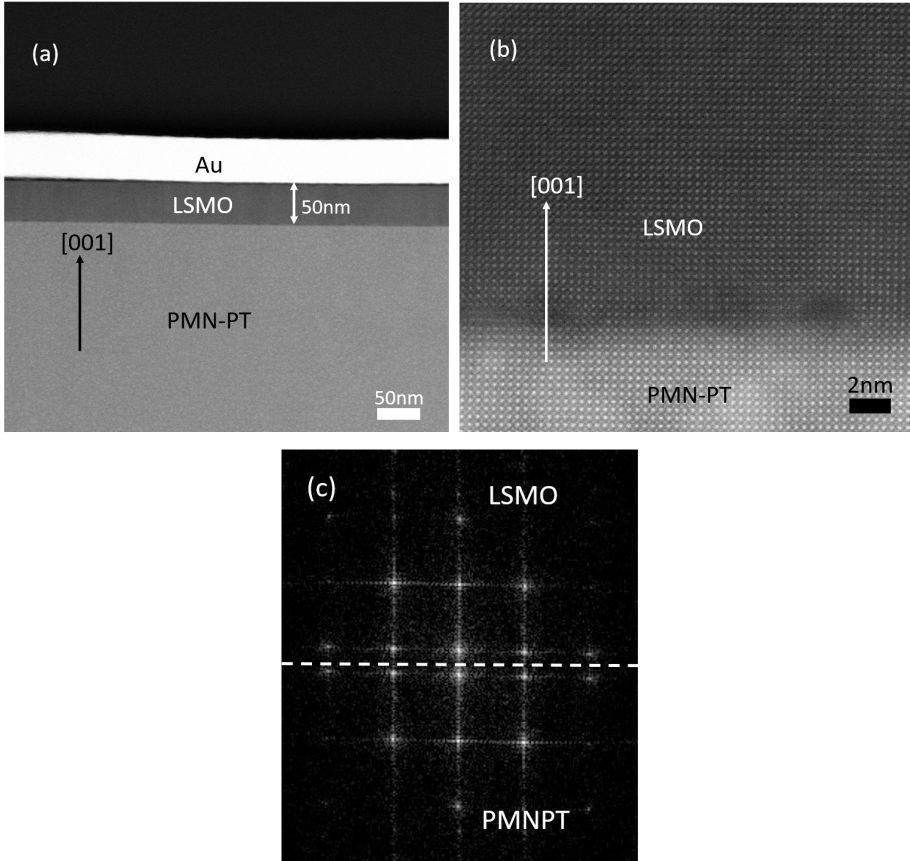 (a)
Au
LSMO
50nm
[001]
PMN-PT
50nm
(b)
[001]
LSMO
PMN-PT
2nm
(c)
LSMO
PMNPT